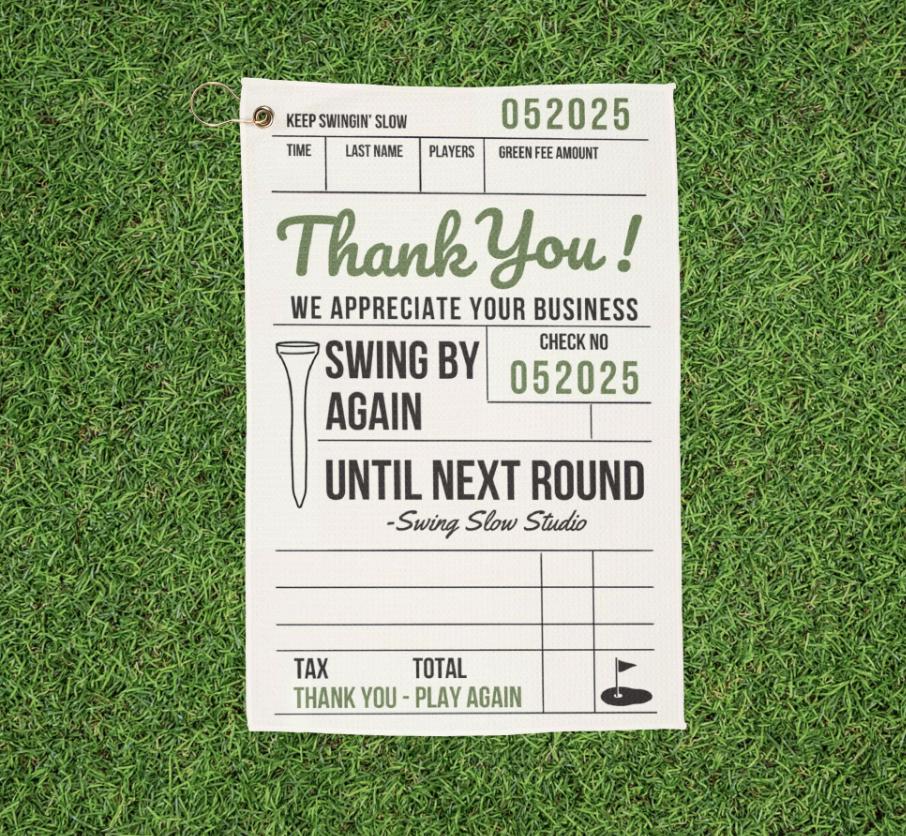 KEEP SWINGIN' SLOW 052025
TIME LAST NAME PLAYERS GREEN FEE AMOUNT
Thank You!
WE APPRECIATE YOUR BUSINESS
SWING BY
AGAIN
CHECK NO
052025
UNTIL NEXT ROUND
-Swing Slow Studio
TAX TOTAL
THANK YOU - PLAY AGAIN